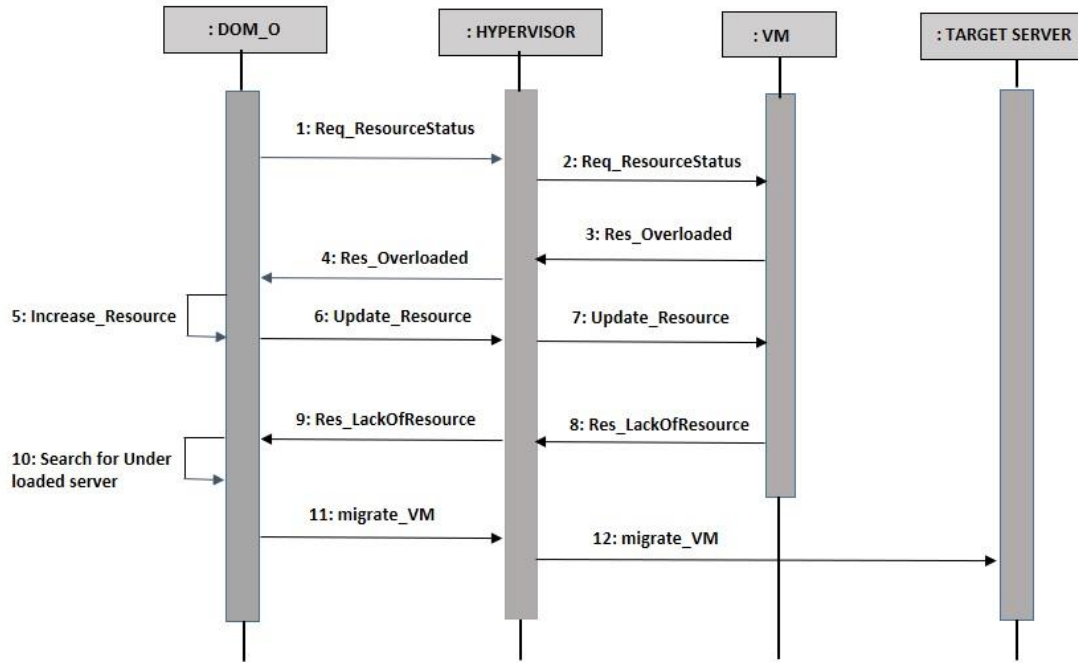 : DOM_O
: HYPERVISOR
: VM
: TARGET SERVER
1: Req_ResourceStatus
2: Req_ResourceStatus
3: Res_Overloaded
4: Res_Overloaded
5: Increase_Resource
6: Update_Resource
7: Update_Resource
9: Res_LackOfResource
8: Res_LackOfResource
10: Search for Under
loaded server
11: migrate_VM
12: migrate_VM